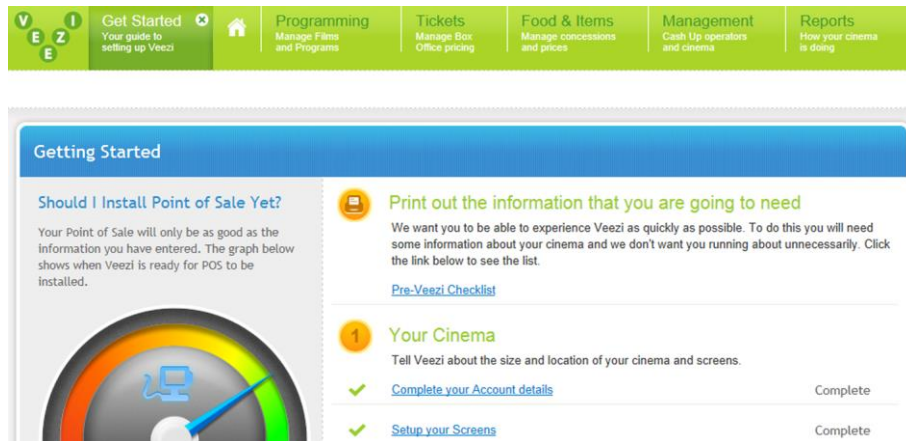 V I
E Z
E
Get Started
Your guide to
setting up Veezi
Programming
Manage Films
and Programs
Tickets
Manage Box
Office pricing
Food & Items
Manage concessions
and prices
Management
Cash Up operators
and cinema
Reports
How your cinema
is doing
Getting Started
Should I Install Point of Sale Yet?
Your Point of Sale will only be as good as the
information you have entered. The graph below
shows when Veezi is ready for POS to be
installed.
Print out the information that you are going to need
We want you to be able to experience Veezi as quickly as possible. To do this you will need
some information about your cinema and we don't want you running about unnecessarily. Click
the link below to see the list.
Pre-Veezi Checklist
1 Your Cinema
Tell Veezi about the size and location of your cinema and screens.
Complete your Account details Complete
Setup your Screens Complete